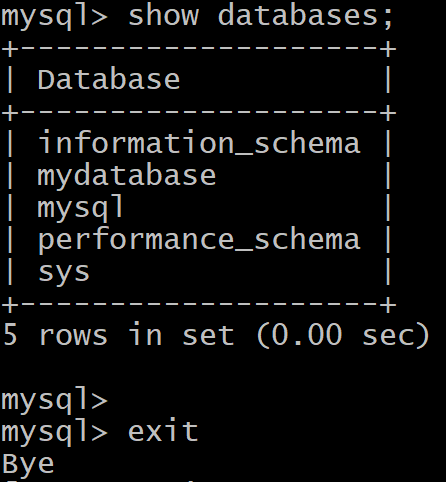 mysql> show databases;
+--------------------+
| Database           |
+--------------------+
| information_schema |
| mydatabase         |
| mysql              |
| performance_schema |
| sys                |
+--------------------+
5 rows in set (0.00 sec)
mysql>
mysql> exit
Bye